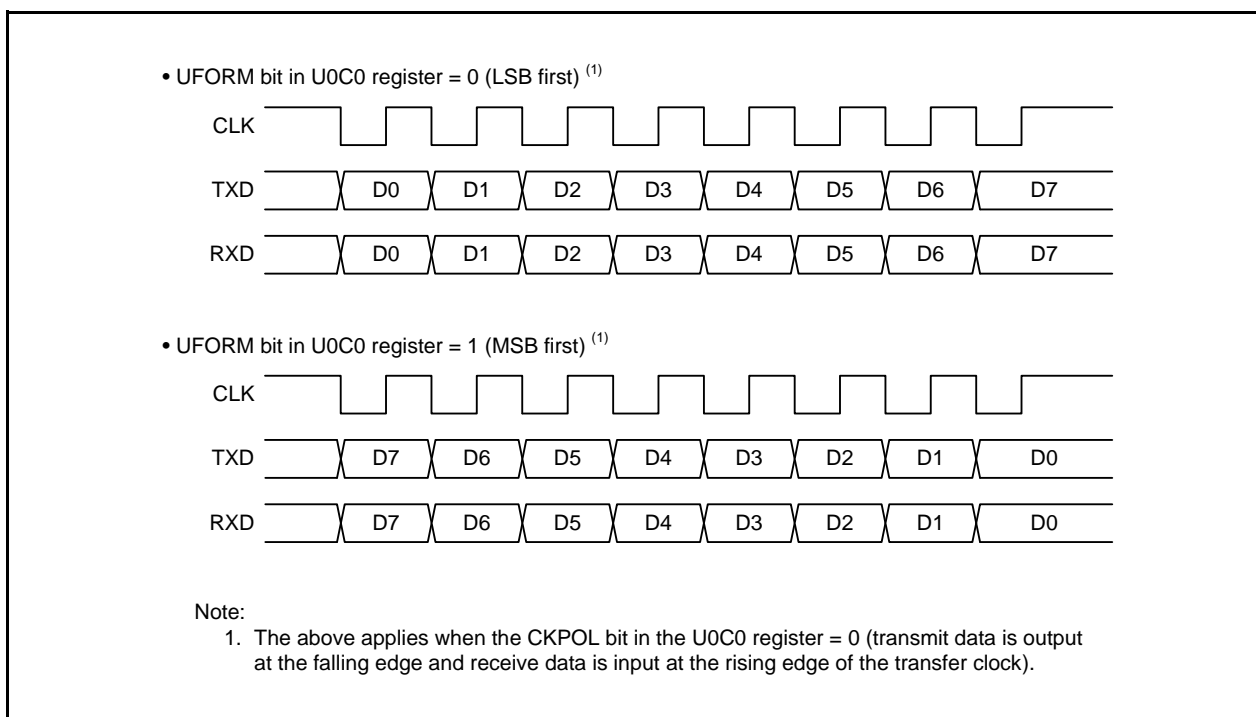 • UFORM bit in U0C0 register = 0 (LSB first) (1)
CLK
TXD D0 D1 D2 D3 D4 D5 D6 D7
RXD D0 D1 D2 D3 D4 D5 D6 D7
• UFORM bit in U0C0 register = 1 (MSB first) (1)
CLK
TXD D7 D6 D5 D4 D3 D2 D1 D0
RXD D7 D6 D5 D4 D3 D2 D1 D0
Note:
1. The above applies when the CKPOL bit in the U0C0 register = 0 (transmit data is output
at the falling edge and receive data is input at the rising edge of the transfer clock).